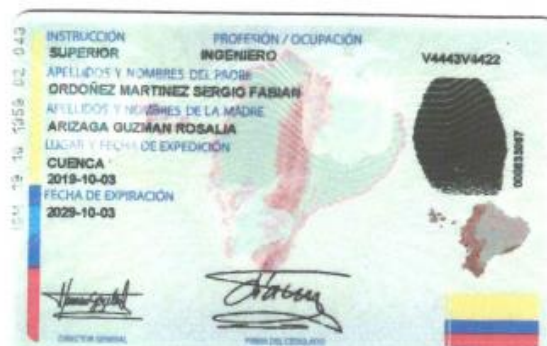 INSTRUCCIÓN
SUPERIOR
PROFESIÓN / OCUPACIÓN
INGENIERO
V4443V4422
APELLIDOS Y NOMBRES DEL PADRE
ORDOÑEZ MARTINEZ SERGIO FABIAN
APELLIDOS Y NOMBRES DE LA MADRE
ARIZAGA GUZMAN ROSALIA
LUGAR Y FECHA DE EXPEDICIÓN
CUENCA
2019-10-03
FECHA DE EXPIRACIÓN
2029-10-03
DIRECTOR GENERAL
FIRMA DEL CEDULADO